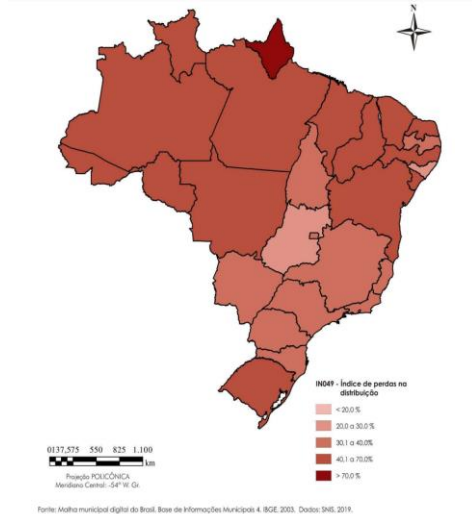 N
IN049 - Índice de perdas na
distribuição
< 20,0 %
20,0 a 30,0 %
30,1 a 40,0%
40,1 a 70,0%
> 70,0 %
0137,575 550 825 1.100
km
Projeção POLICÔNICA
Meridiano Central: -54° W. Gr.
Fonte: Malha municipal digital do Brasil, Base de Informações Municipais 4. IBGE, 2003. Dados: SNIS, 2019.